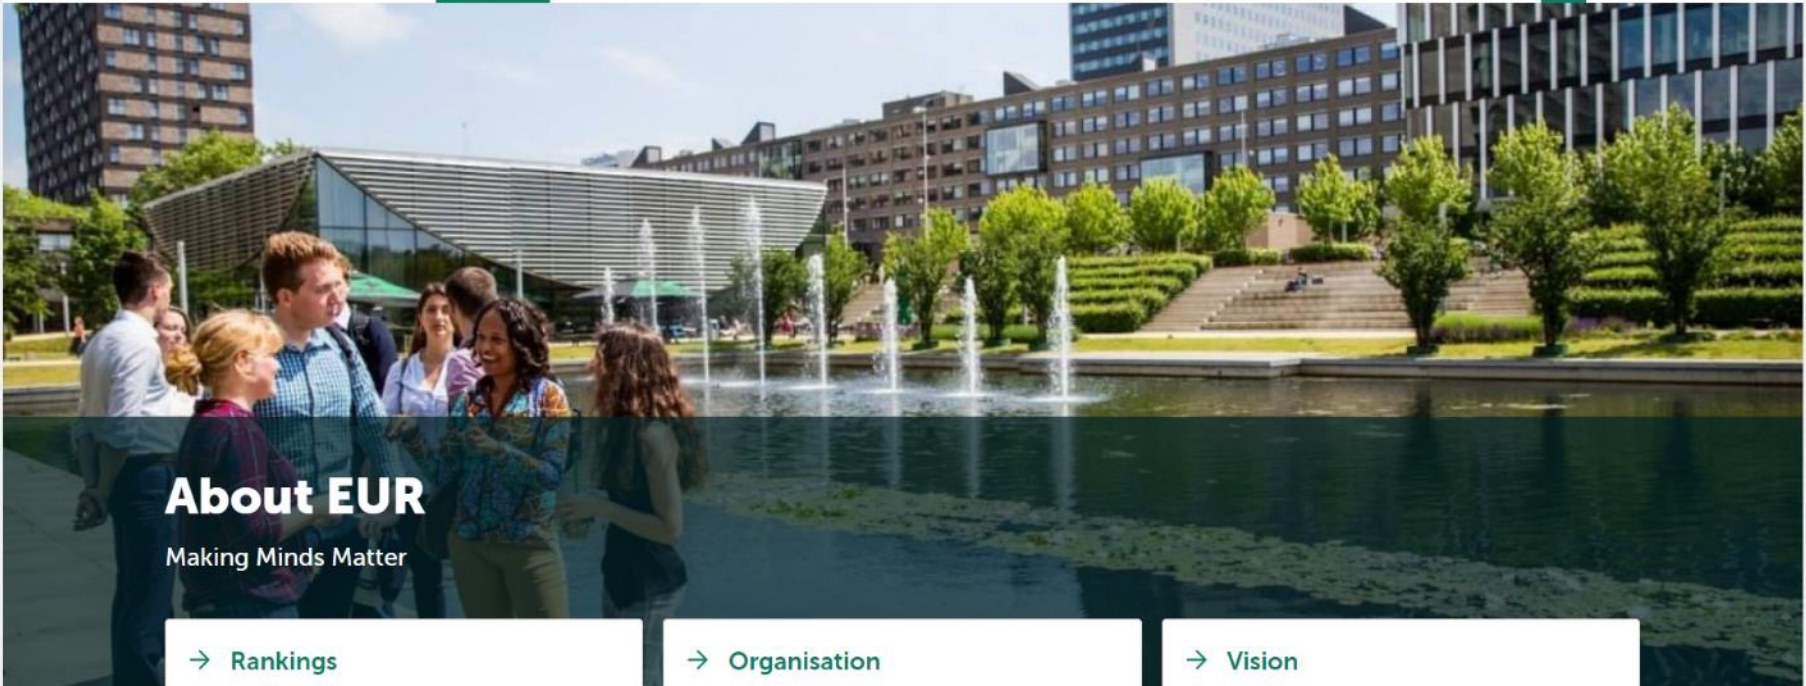 About EUR
Making Minds Matter
→ Rankings
→ Organisation
→ Vision